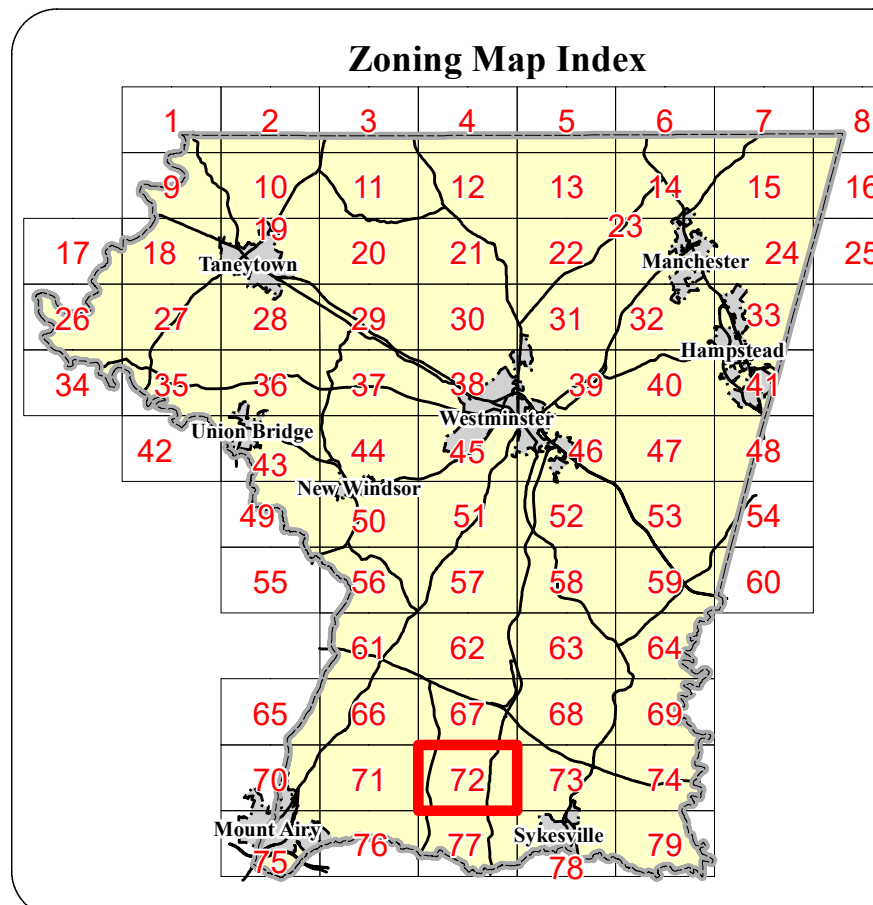 Zoning Map Index
1 2 3 4 5 6 7 8
9 10 11 12 13 14 15 16
17 18 19 20 21 22 23 24 25
Taneytown Manchester
26 27 28 29 30 31 32 33
Hampstead
34 35 36 37 38 39 40 41
Westminster
Union Bridge
42 43 44 45 46 47 48
New Windsor
49 50 51 52 53 54
55 56 57 58 59 60
61 62 63 64
65 66 67 68 69
70 71 72 73 74
Mount Airy Sykesville
75 76 77 78 79